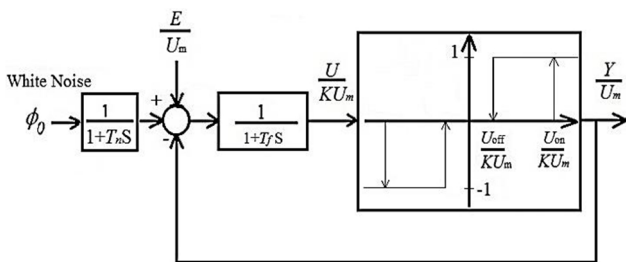 White Noise
ϕ₀
1
1+TₙS
E
Uₘ
+
-
1
1+T_fS
U
KUₘ
1
-1
U_off
KUₘ
U_on
KUₘ
Y
Uₘ